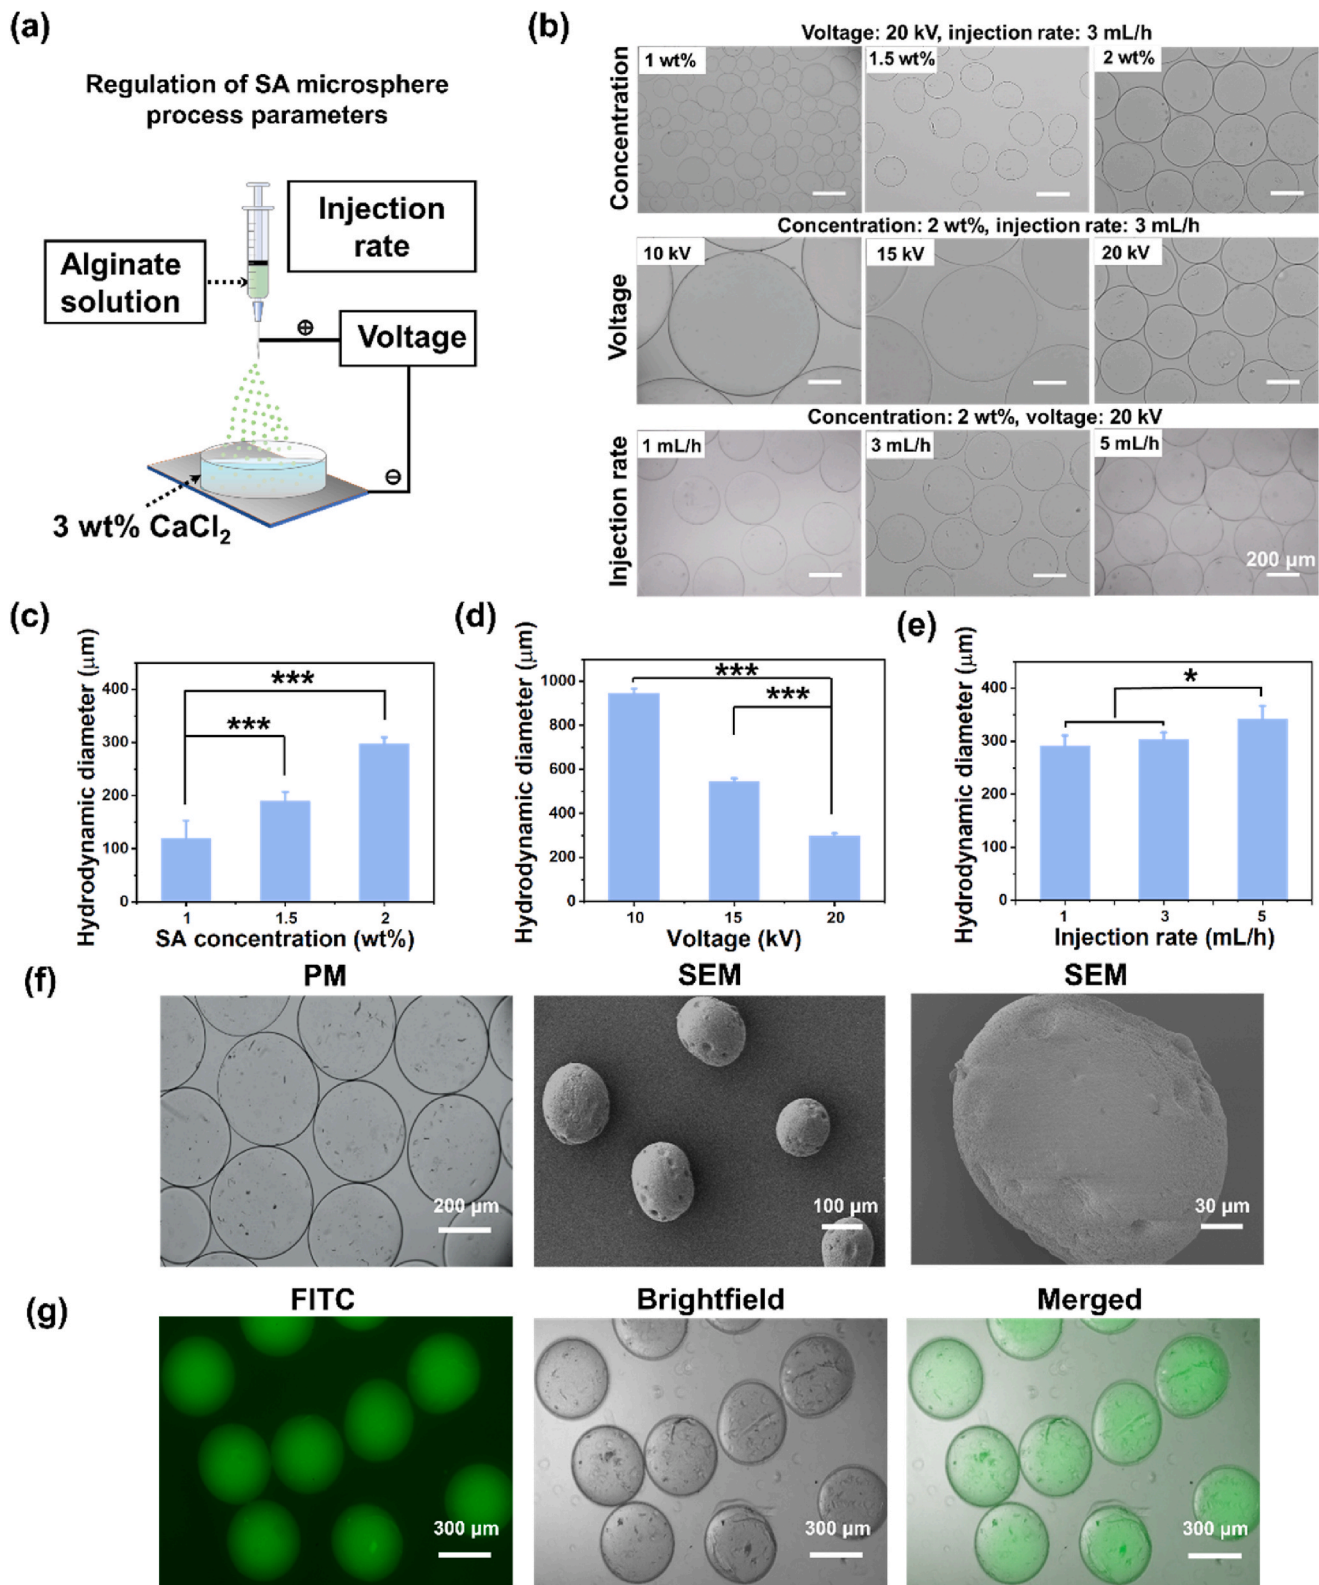 (a)
Regulation of SA microsphere
process parameters
Injection
rate
Alginate
solution
⊕
Voltage
⊖
3 wt% CaCl₂
(b)
Voltage: 20 kV, injection rate: 3 mL/h
Concentration
1 wt%
1.5 wt%
2 wt%
Concentration: 2 wt%, injection rate: 3 mL/h
Voltage
10 kV
15 kV
20 kV
Concentration: 2 wt%, voltage: 20 kV
Injection rate
1 mL/h
3 mL/h
5 mL/h
200 μm
(c)
Hydrodynamic diameter (μm)
400
300
200
100
0
***
***
1 1.5 2
SA concentration (wt%)
(d)
Hydrodynamic diameter (μm)
1000
800
600
400
200
0
***
***
10 15 20
Voltage (kV)
(e)
Hydrodynamic diameter (μm)
400
300
200
100
0
*
1 3 5
Injection rate (mL/h)
(f)
PM
SEM
SEM
200 μm
100 μm
30 μm
(g)
FITC
Brightfield
Merged
300 μm
300 μm
300 μm